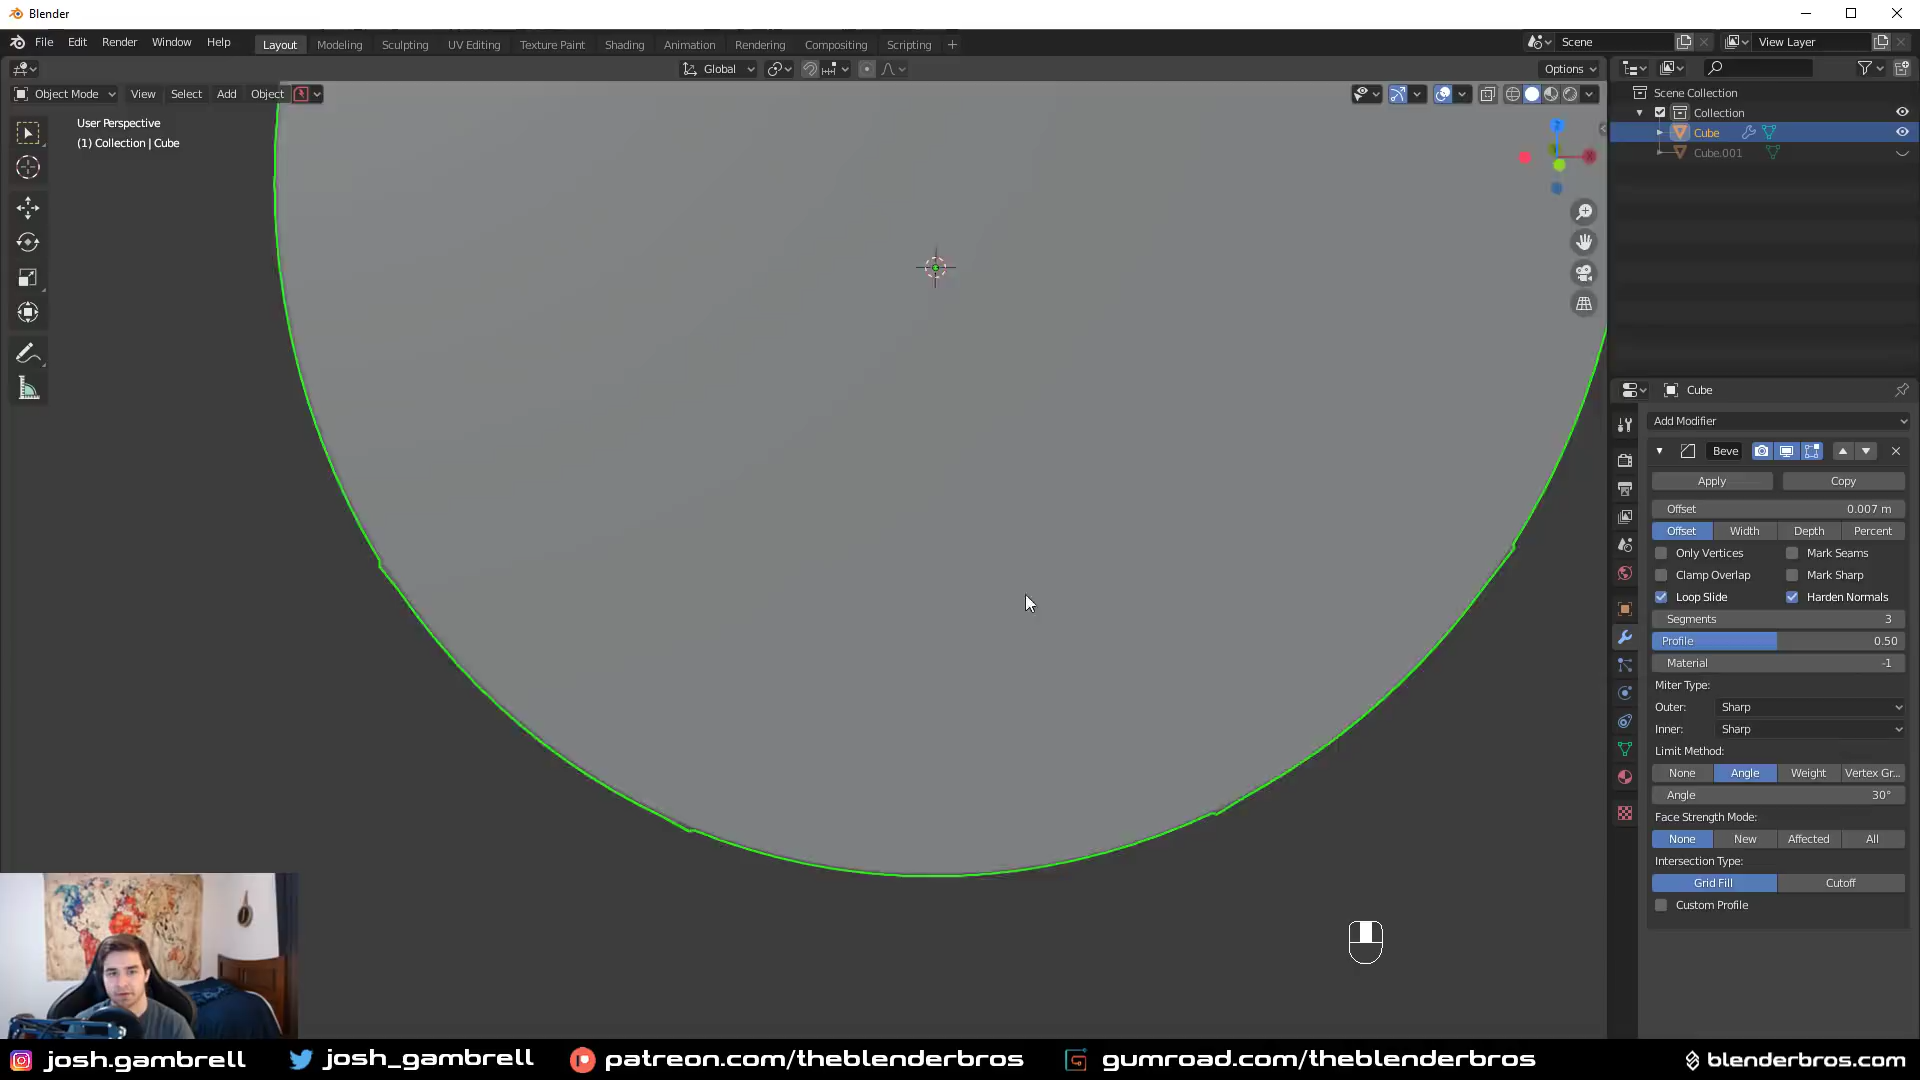 Blender
File Edit Render Window Help Layout Modeling Sculpting UV Editing Texture Paint Shading Animation Rendering Compositing Scripting + Scene View Layer
Global Options
Object Mode View Select Add Object
User Perspective
(1) Collection | Cube
Scene Collection
Collection
Cube
Cube.001
Cube
Add Modifier
Beve
Apply Copy
Offset 0.007 m
Offset Width Depth Percent
Only Vertices Mark Seams
Clamp Overlap Mark Sharp
Loop Slide Harden Normals
Segments 3
Profile 0.50
Material -1
Miter Type:
Outer: Sharp
Inner: Sharp
Limit Method:
None Angle Weight Vertex Gr...
Angle 30°
Face Strength Mode:
None New Affected All
Intersection Type:
Grid Fill Cutoff
Custom Profile
josh.gambrell josh_gambrell patreon.com/theblenderbros gumroad.com/theblenderbros blenderbros.com